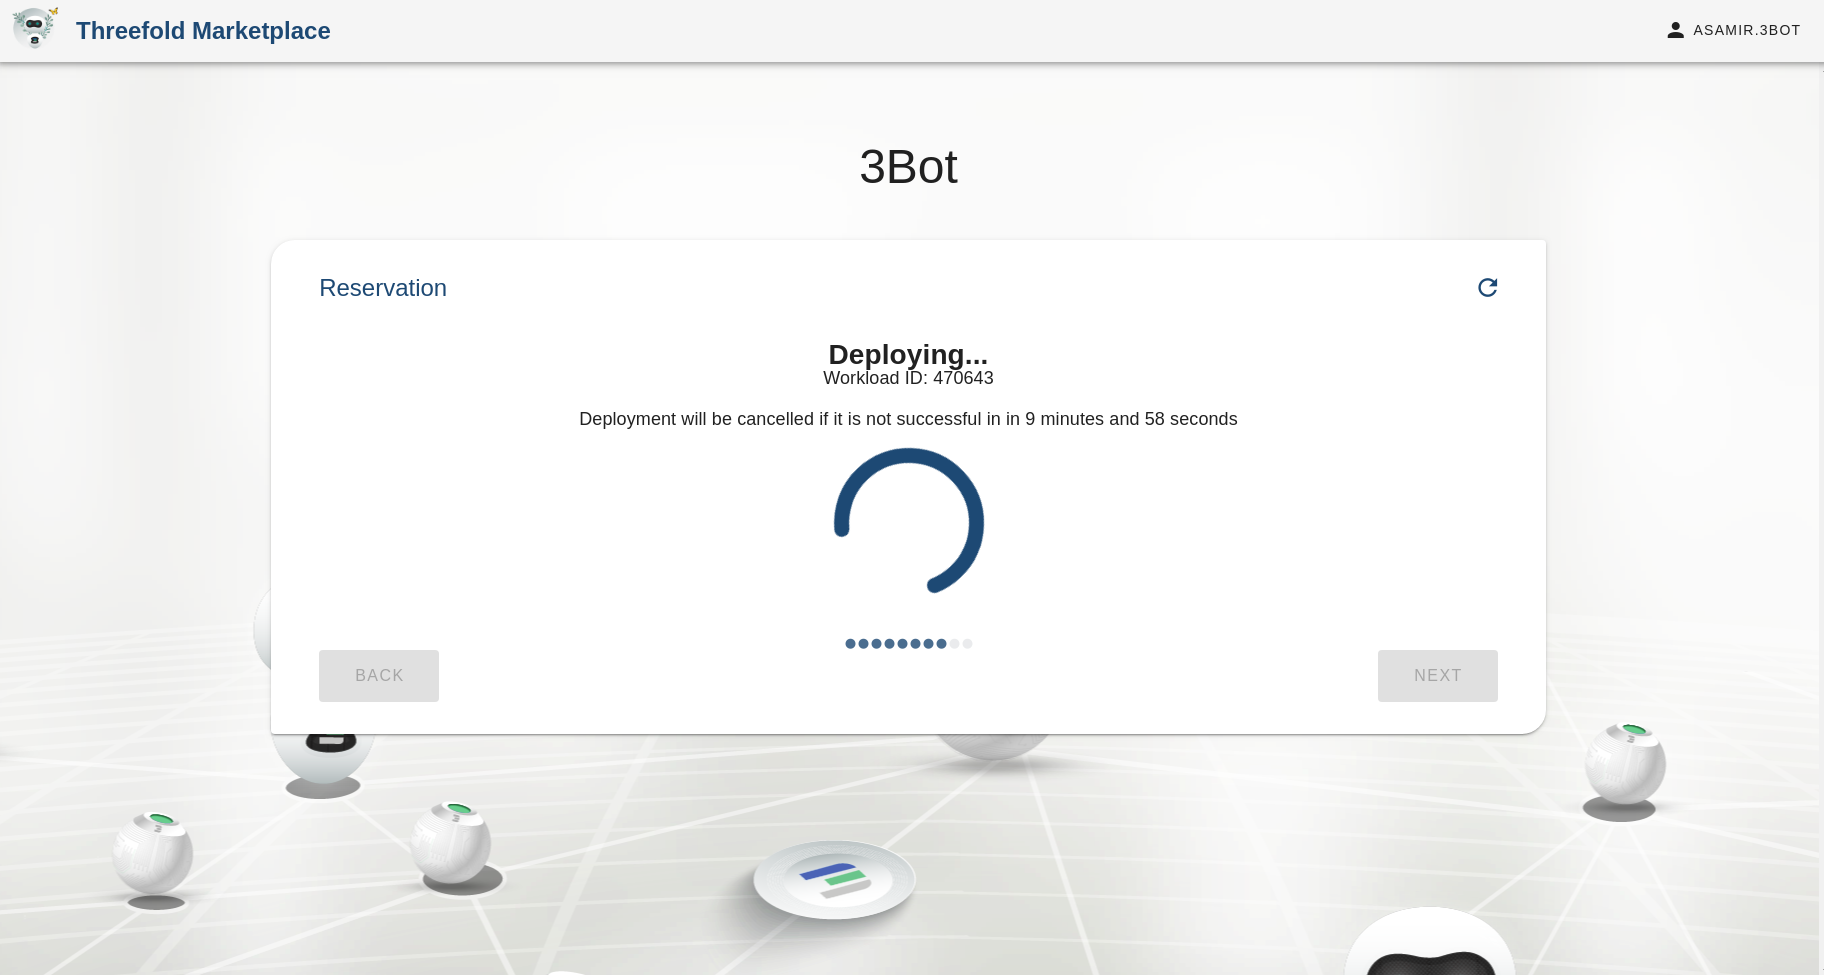 Threefold Marketplace
ASAMIR.3BOT
3Bot
Reservation
Deploying...
Workload ID: 470643
Deployment will be cancelled if it is not successful in in 9 minutes and 58 seconds
BACK
NEXT